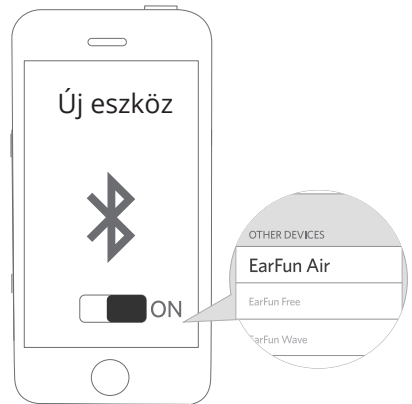 Új eszköz
ON
OTHER DEVICES
EarFun Air
EarFun Free
EarFun Wave